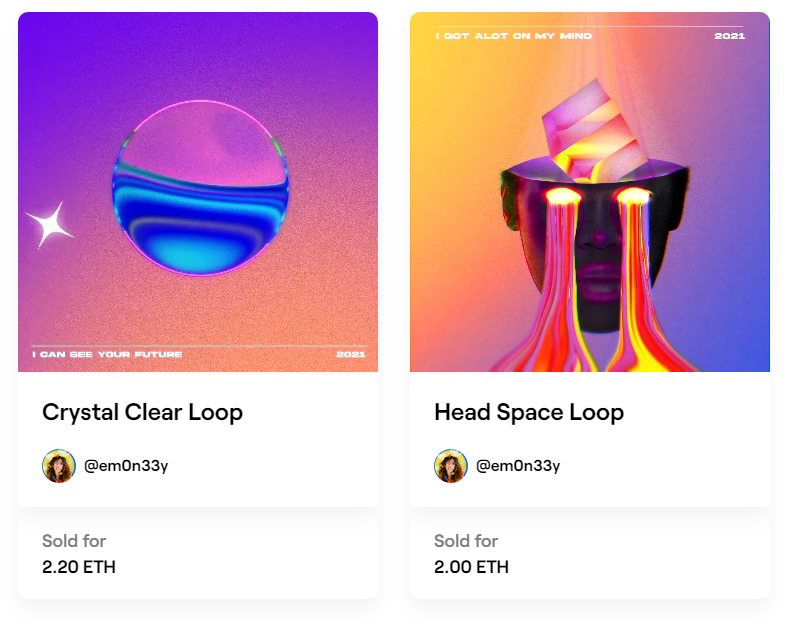 I CAN SEE YOUR FUTURE 2021
Crystal Clear Loop
@em0n33y
Sold for
2.20 ETH
I GOT ALOT ON MY MIND 2021
Head Space Loop
@em0n33y
Sold for
2.00 ETH